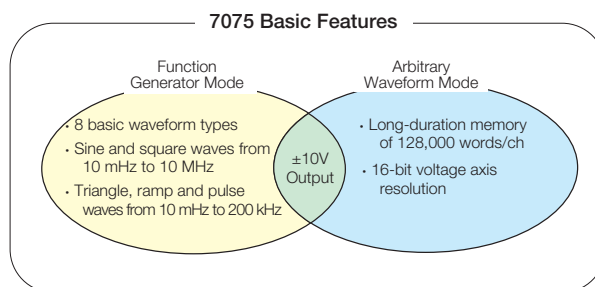 7075 Basic Features
Function
Generator Mode
Arbitrary
Waveform Mode
· 8 basic waveform types
· Sine and square waves from
10 mHz to 10 MHz
· Triangle, ramp and pulse
waves from 10 mHz to 200 kHz
±10V
Output
· Long-duration memory
of 128,000 words/ch
· 16-bit voltage axis
resolution